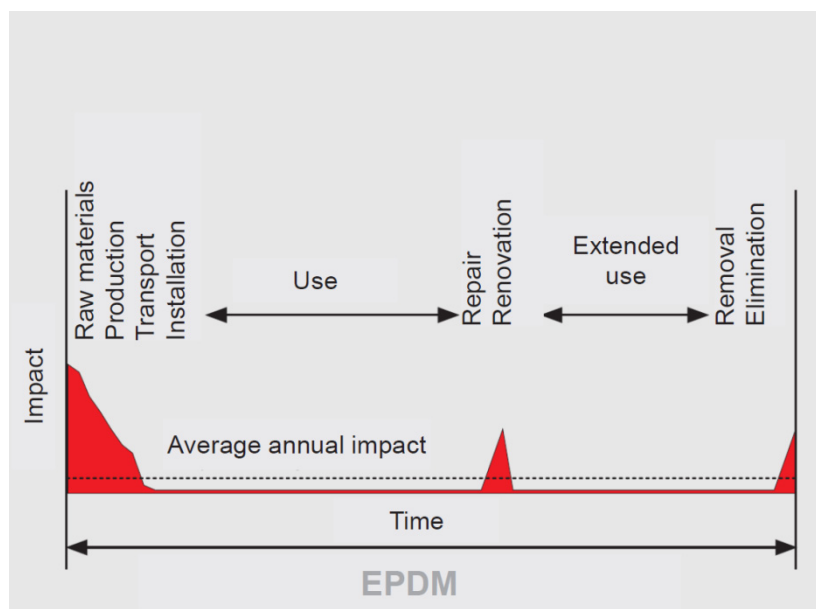 Raw materials
Production
Transport
Installation
Use
Repair
Renovation
Extended
use
Removal
Elimination
Impact
Average annual impact
Time
EPDM